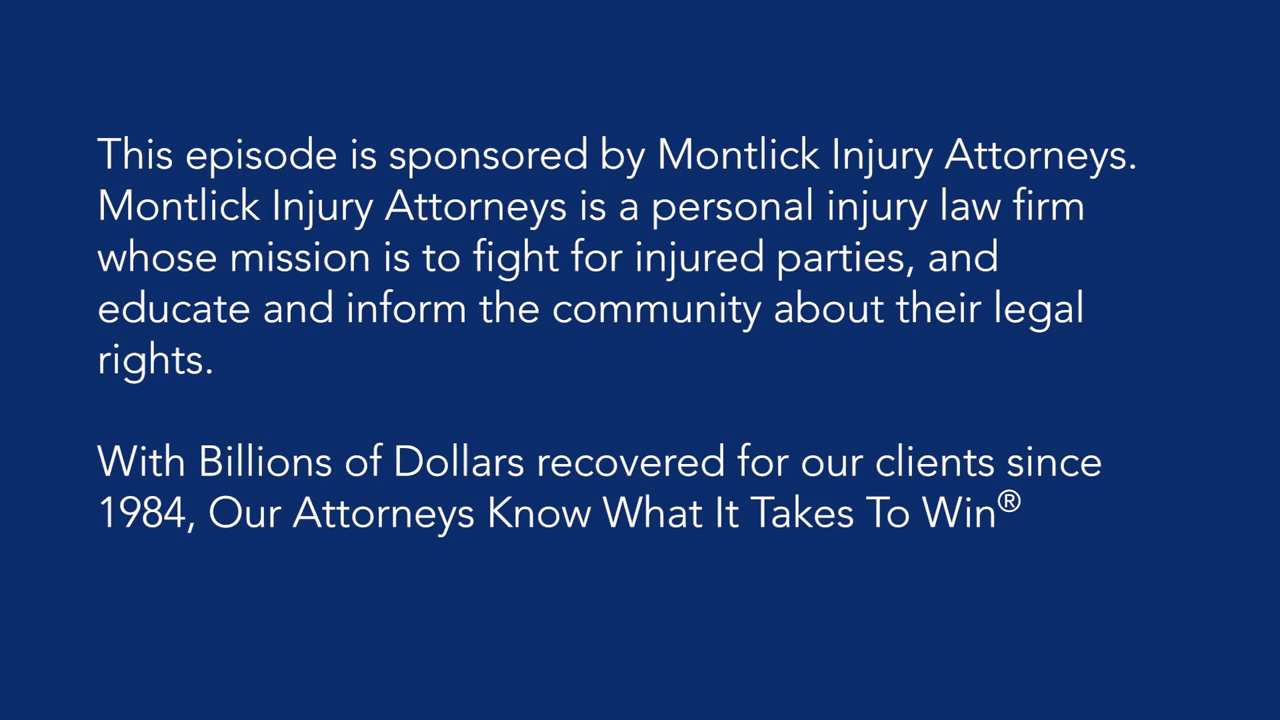 This episode is sponsored by Montlick Injury Attorneys.
Montlick Injury Attorneys is a personal injury law firm
whose mission is to fight for injured parties, and
educate and inform the community about their legal
rights.
With Billions of Dollars recovered for our clients since
1984, Our Attorneys Know What It Takes To Win®